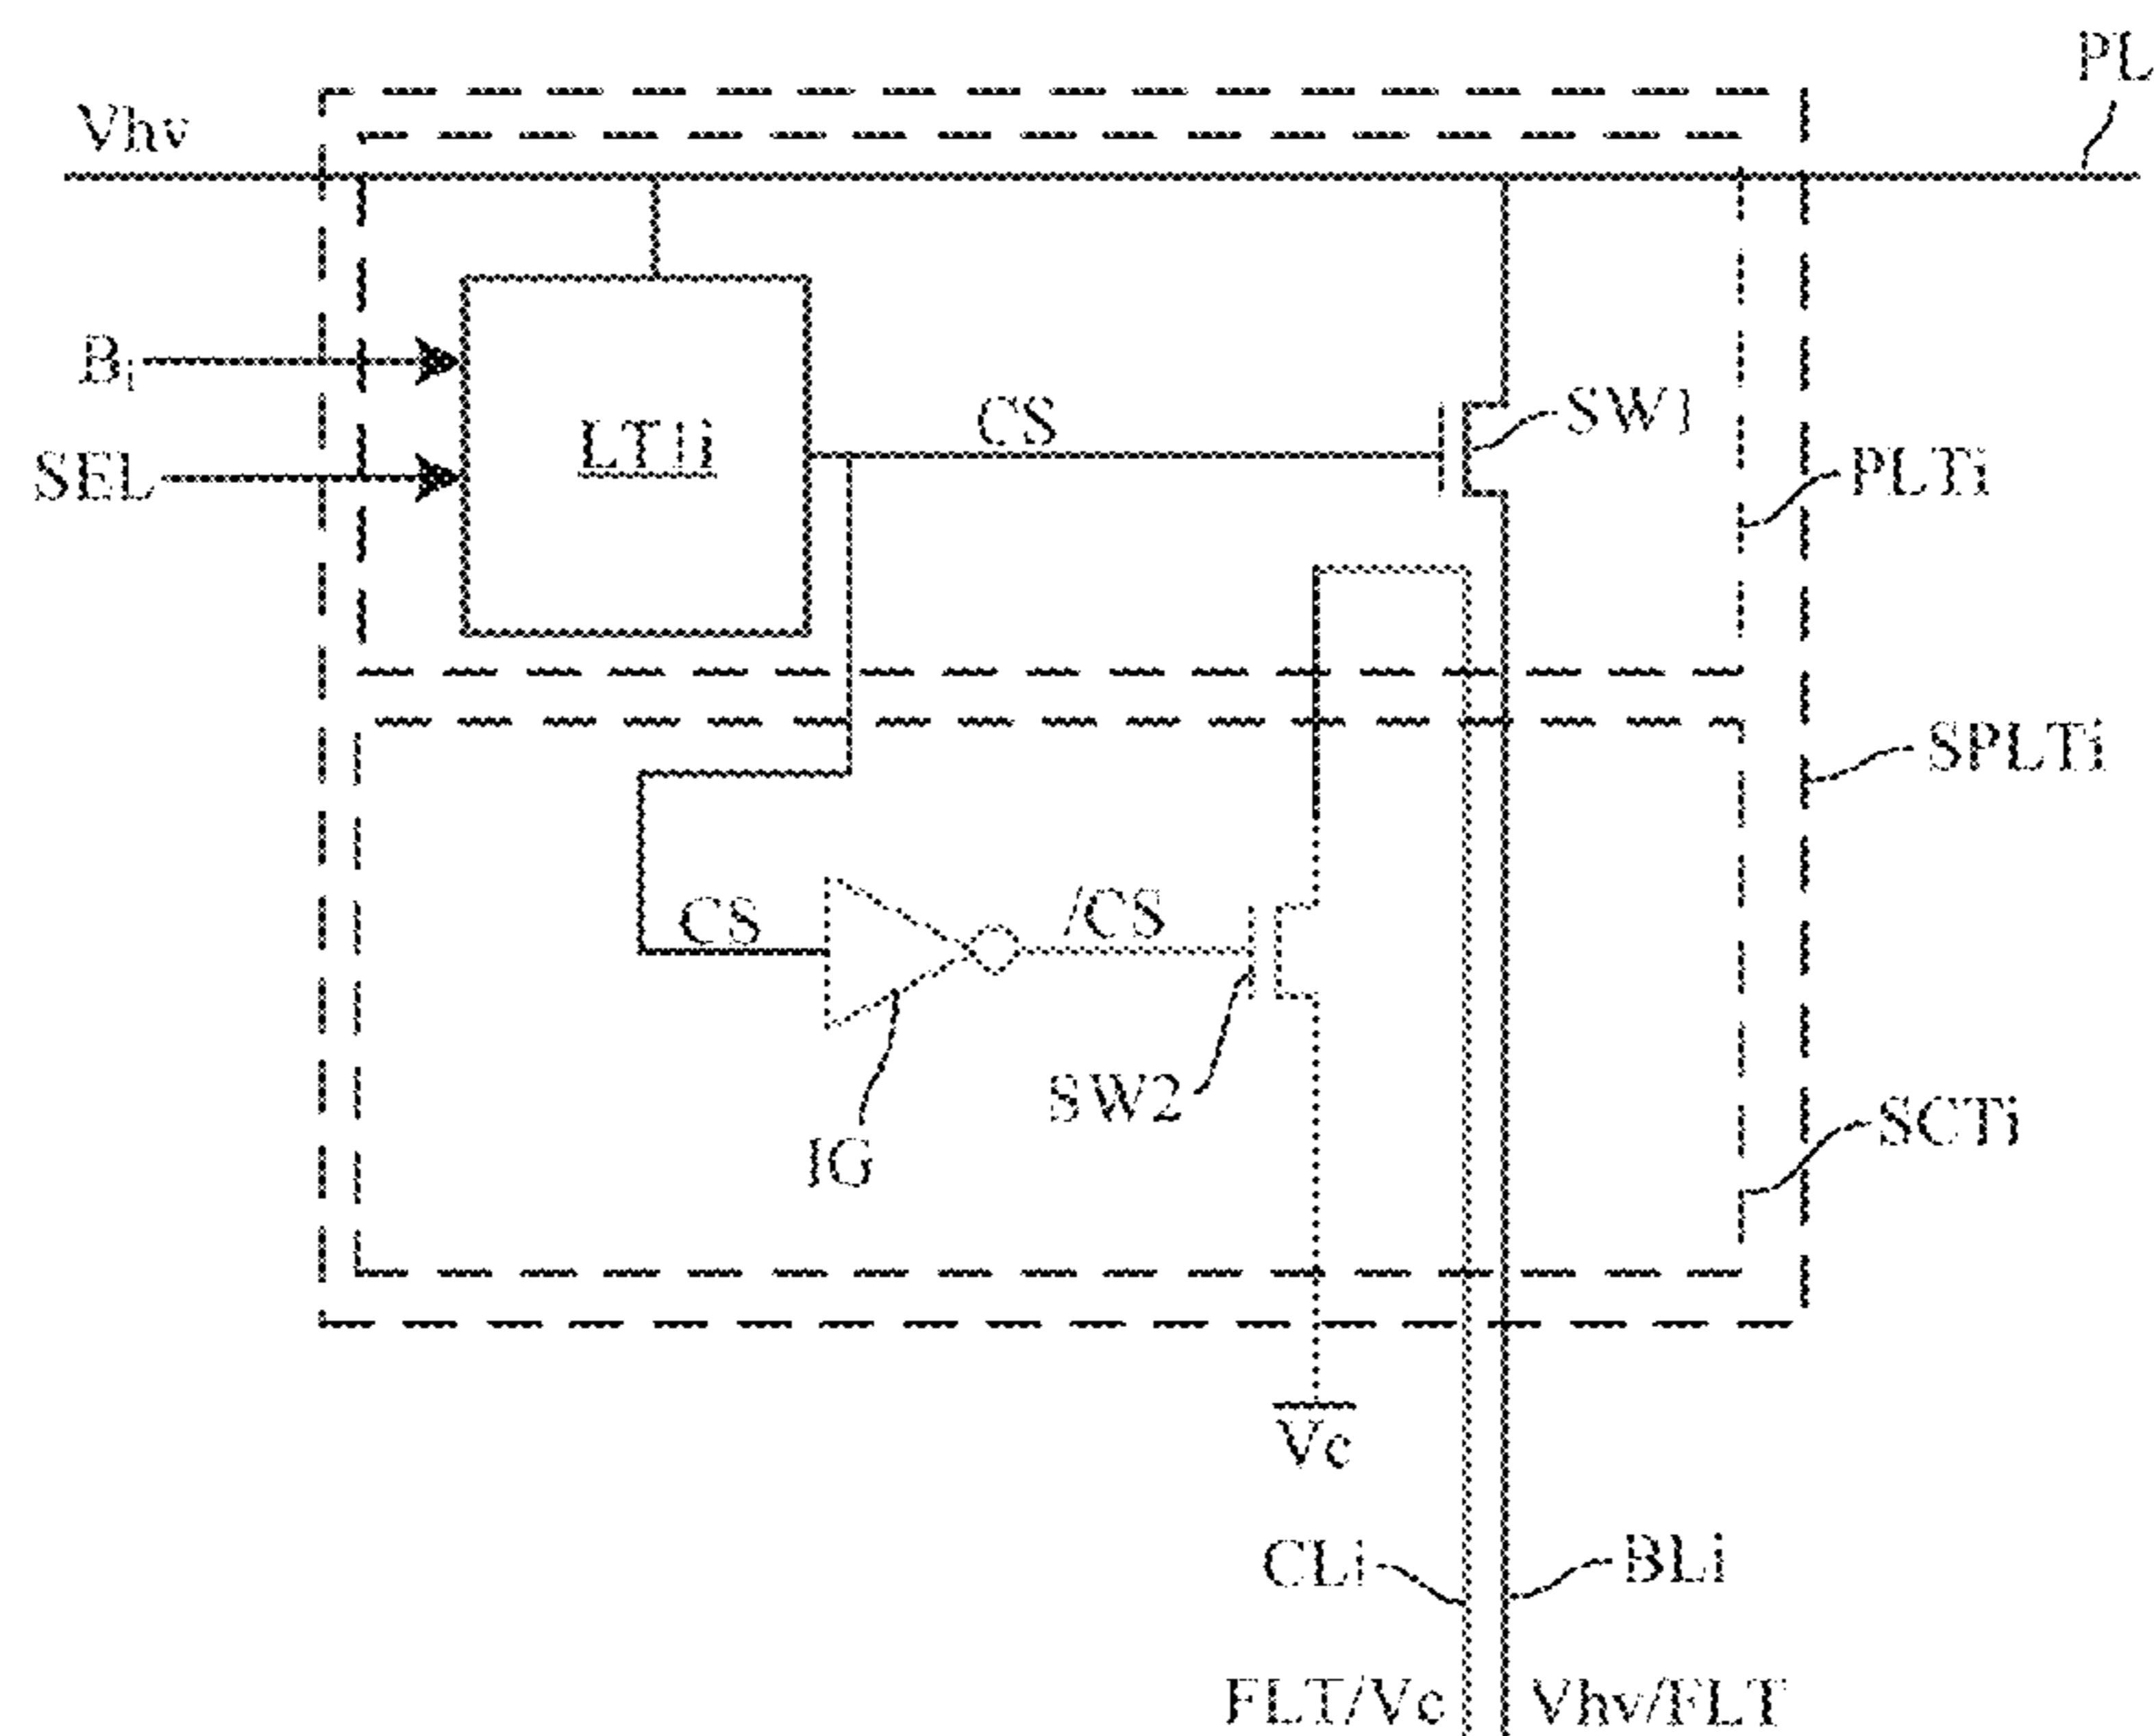 PL
Vhv
Bi
SEL
LT1i
CS
SW1
PLTi
SPLTi
CS
/CS
SW2
IG
SCTi
Vc
CLi
BLi
FLT/Vc
Vhv/FLT